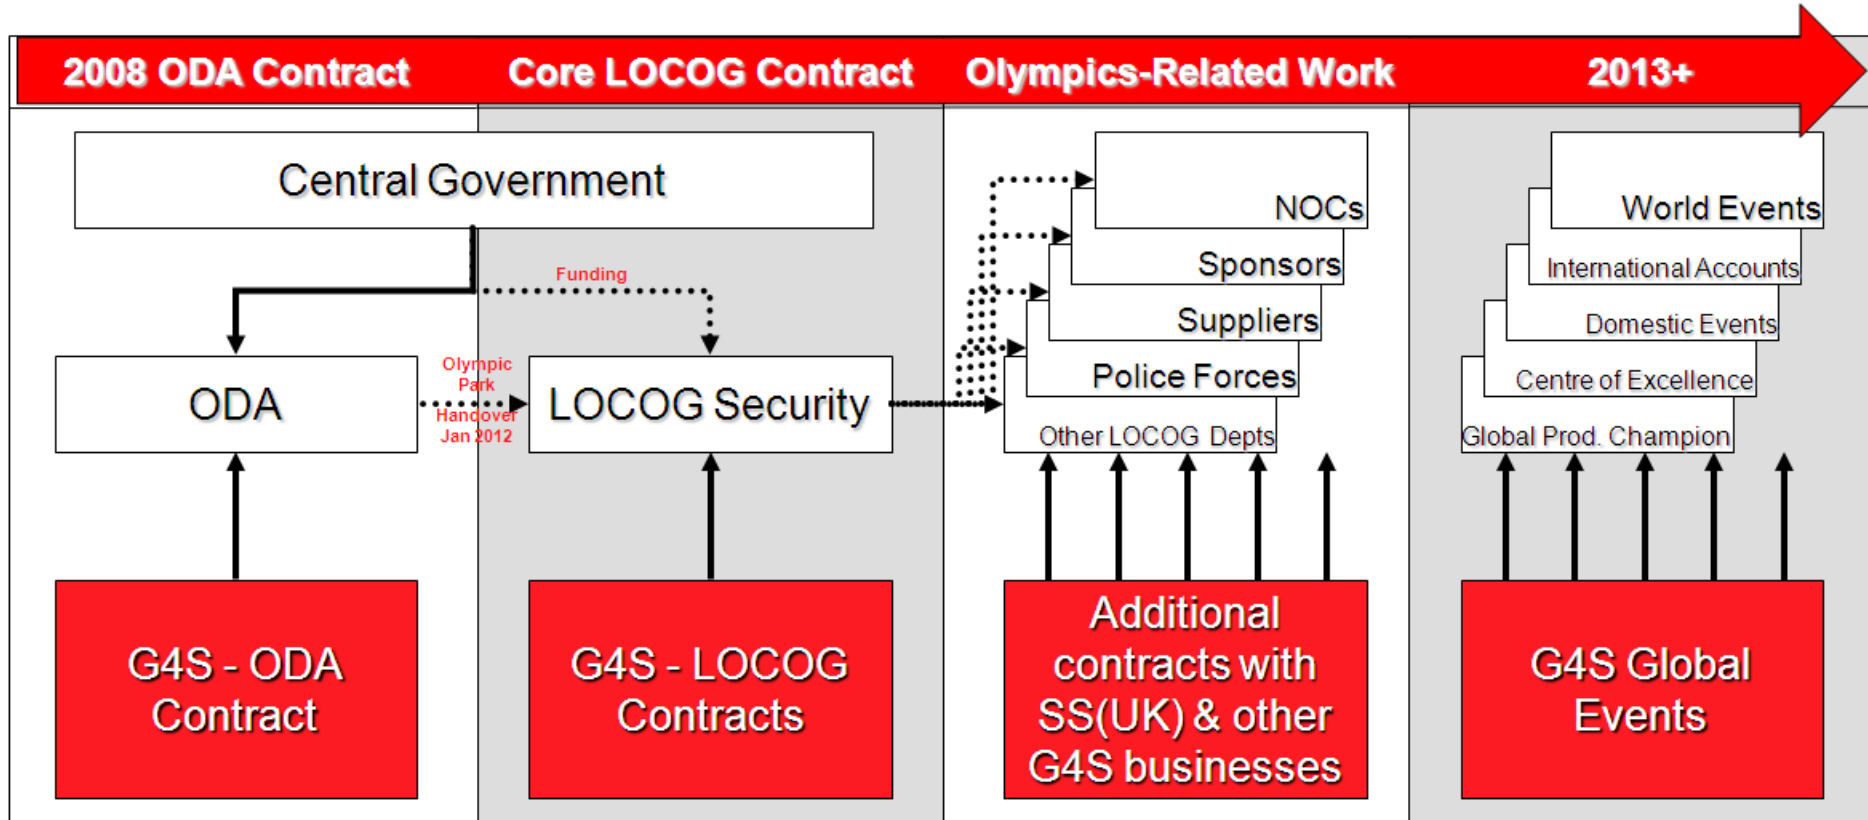 2008 ODA Contract
Core LOCOG Contract
Olympics-Related Work
2013+
Central Government
Funding
ODA
Olympic
Park
Handover
Jan 2012
LOCOG Security
NOCs
Sponsors
Suppliers
Police Forces
Other LOCOG Depts
World Events
International Accounts
Domestic Events
Centre of Excellence
Global Prod. Champion
G4S - ODA
Contract
G4S - LOCOG
Contracts
Additional
contracts with
SS(UK) & other
G4S businesses
G4S Global
Events